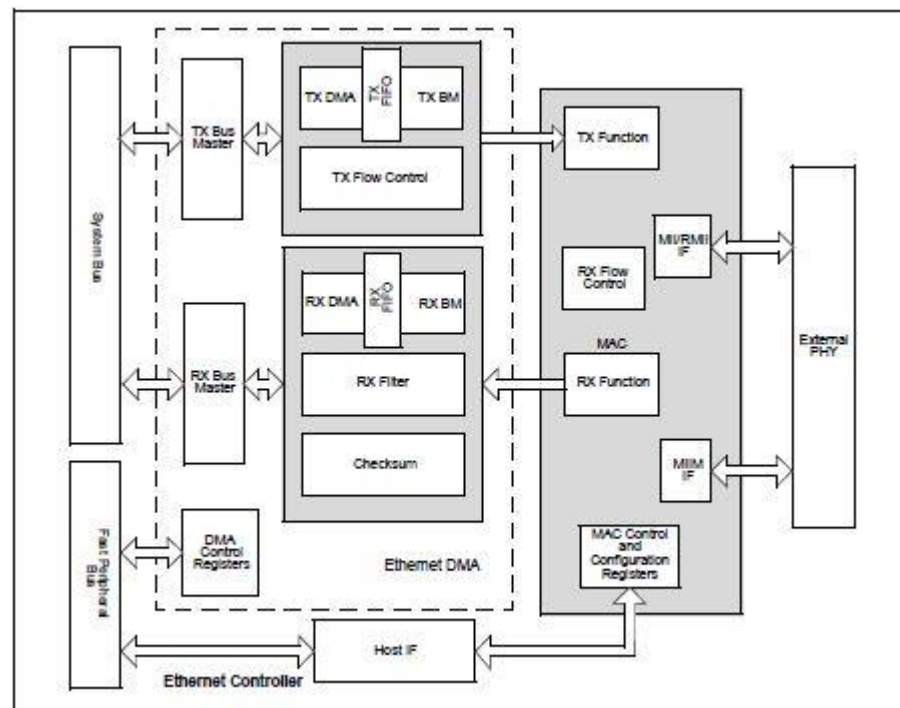 System Bus
TX Bus
Master
TX DMA
TX
FIFO
TX BM
TX Flow Control
TX Function
MII/RMII
IF
RX Flow
Control
External
PHY
RX Bus
Master
RX DMA
RX
FIFO
RX BM
RX Filter
Checksum
MAC
RX Function
MIIM
IF
Fast Peripheral
Bus
DMA
Control
Registers
Ethernet DMA
MAC Control
and
Configuration
Registers
Host IF
Ethernet Controller